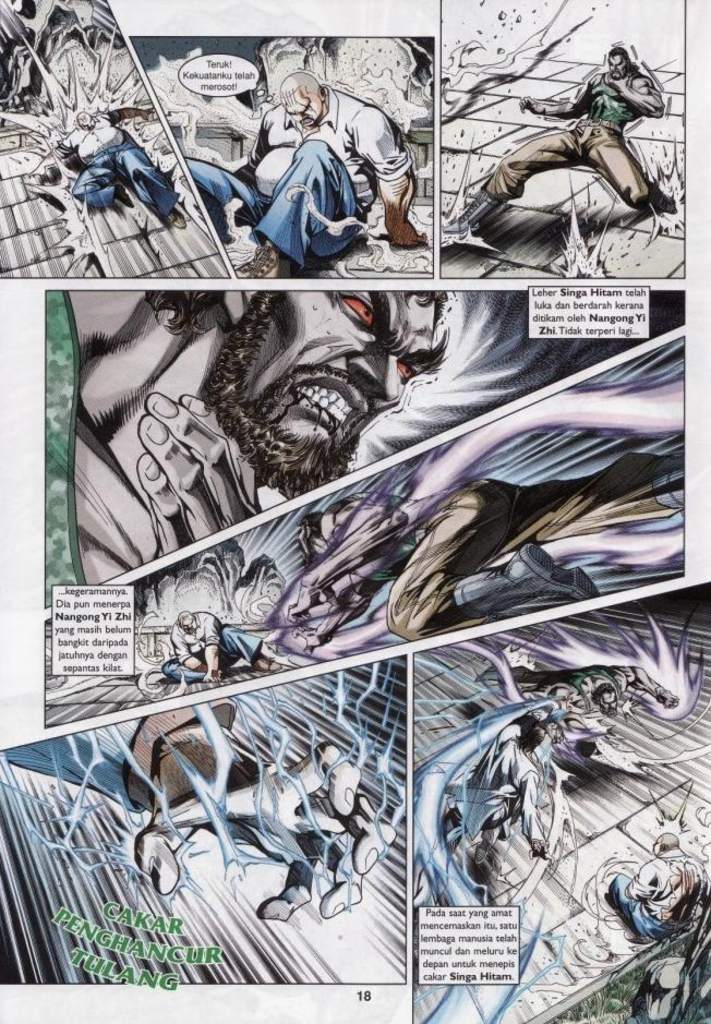 Teruk!
Kekuatanku telah
merosot!
Leher Singa Hitam telah
luka dan berdarah kerana
ditikam oleh Nangong Yi
Zhi. Tidak terperi lagi...
...kegeramannya.
Dia pun menerpa
Nangong Yi Zhi
yang masih belum
bangkit daripada
jatuhnya dengan
sepantas kilat.
CAKAR
PENGHANCUR
TULANG
Pada saat yang amat
mencemaskan itu, satu
lembaga manusia telah
muncul dan meluru ke
depan untuk menepis
cakar Singa Hitam.
18